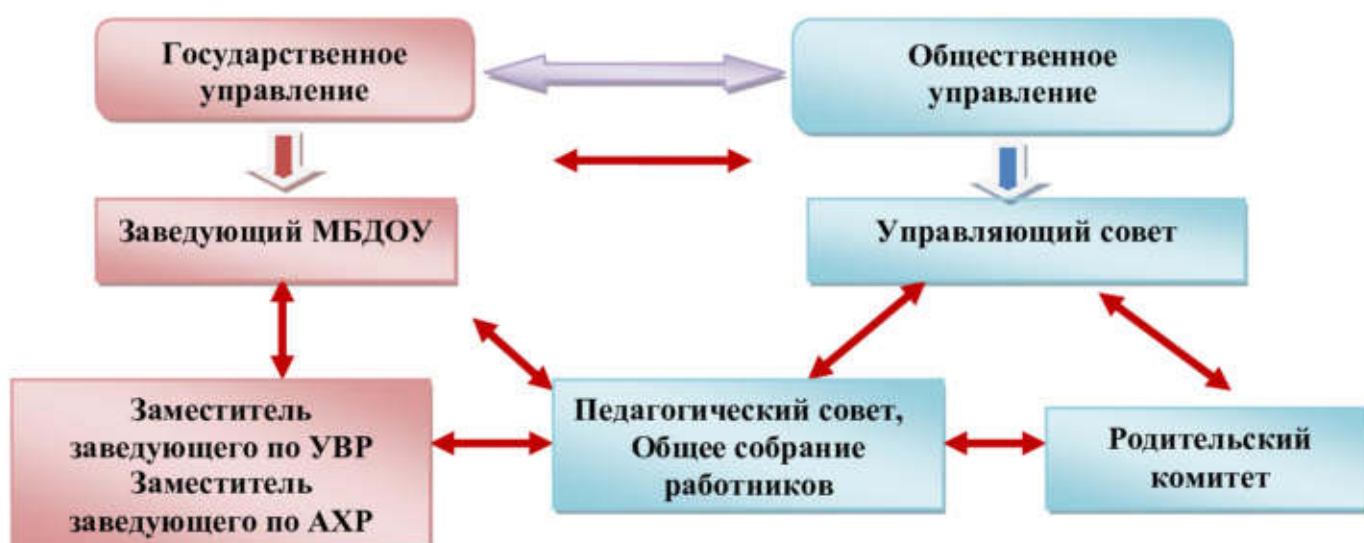 Государственное
управление
Общественное
управление
Заведующий МБДОУ
Управляющий совет
Заместитель
заведующего по УВР
Заместитель
заведующего по АХР
Педагогический совет,
Общее собрание
работников
Родительский
комитет